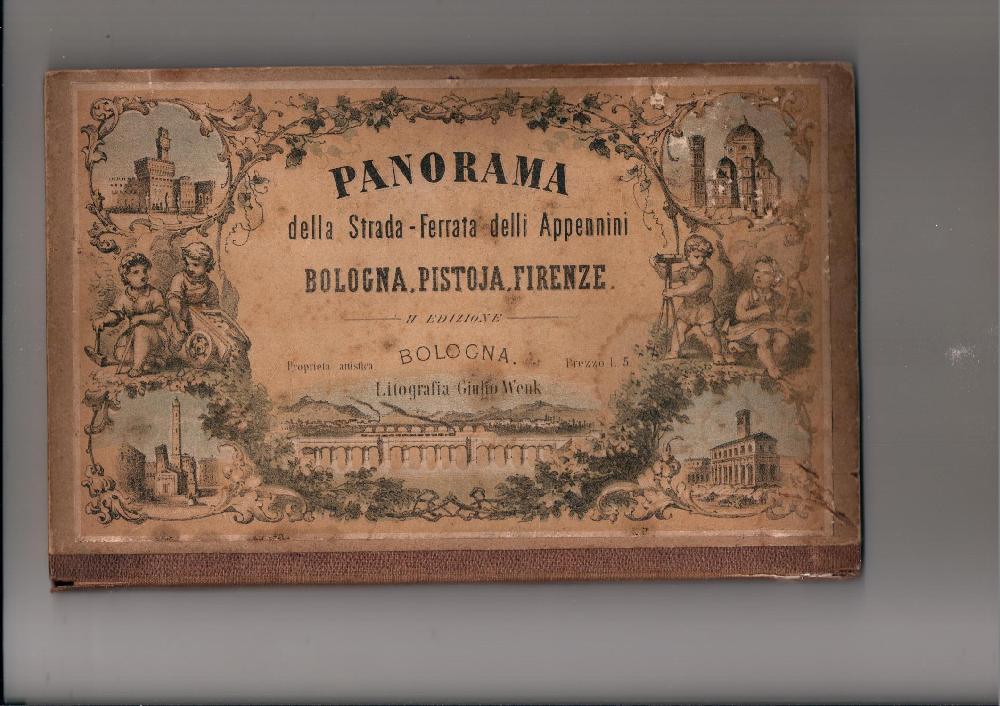 PANORAMA
della Strada-Ferrata delli Appennini
BOLOGNA, PISTOJA, FIRENZE.
II EDIZIONE
BOLOGNA.
Proprietà artistica
Prezzo L. 5.
Litografia Giulio Wenk